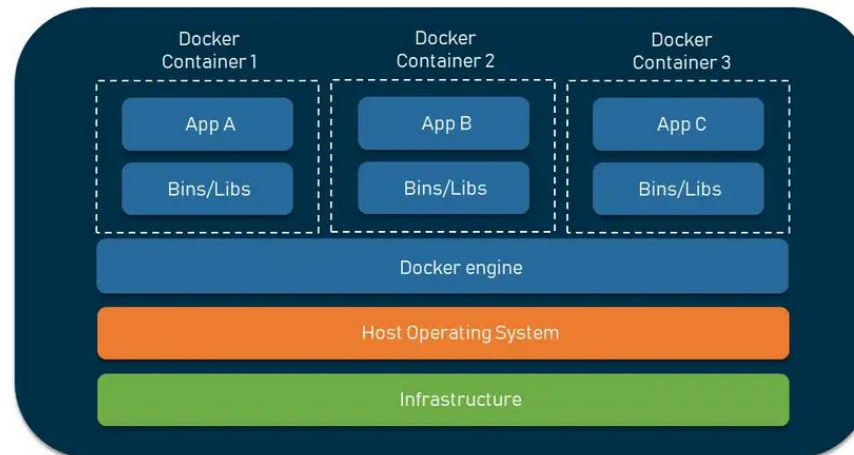 Docker
Container 1
Docker
Container 2
Docker
Container 3
App A
App B
App C
Bins/Libs
Bins/Libs
Bins/Libs
Docker engine
Host Operating System
Infrastructure